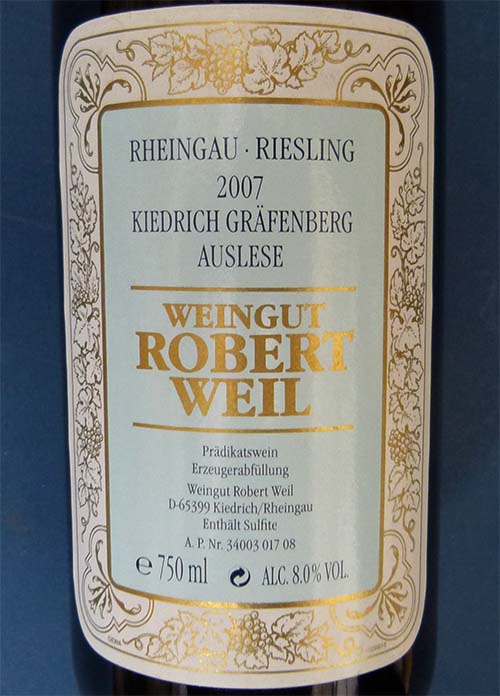 RHEINGAU · RIESLING
2007
KIEDRICH GRÄFENBERG
AUSLESE
WEINGUT
ROBERT
WEIL
Prädikatswein
Erzeugerabfüllung
Weingut Robert Weil
D-65399 Kiedrich/Rheingau
Enthält Sulfite
A. P. Nr. 34003 017 08
e 750 ml ALC. 8.0% VOL.